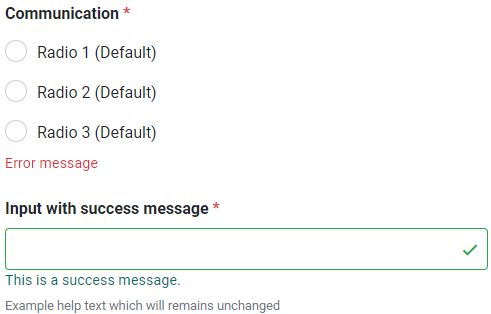 Communication *
Radio 1 (Default)
Radio 2 (Default)
Radio 3 (Default)
Error message
Input with success message *
This is a success message.
Example help text which will remains unchanged